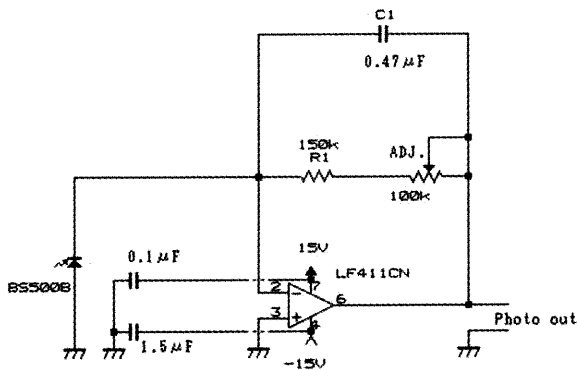 C1
0.47μF
150k
R1
ADJ.
100k
0.1μF
15V
LF411CN
BS500B
2
7
6
3
4
1.5μF
-15V
Photo out